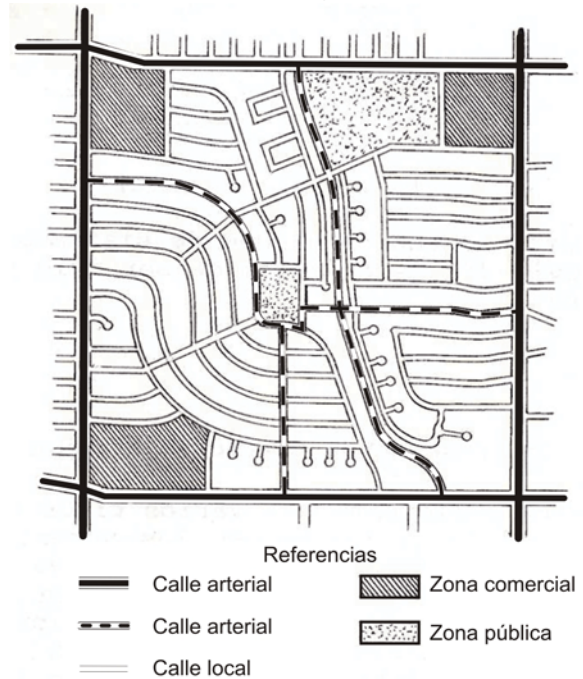 Referencias
Calle arterial
Zona comercial
Calle arterial
Zona pública
Calle local